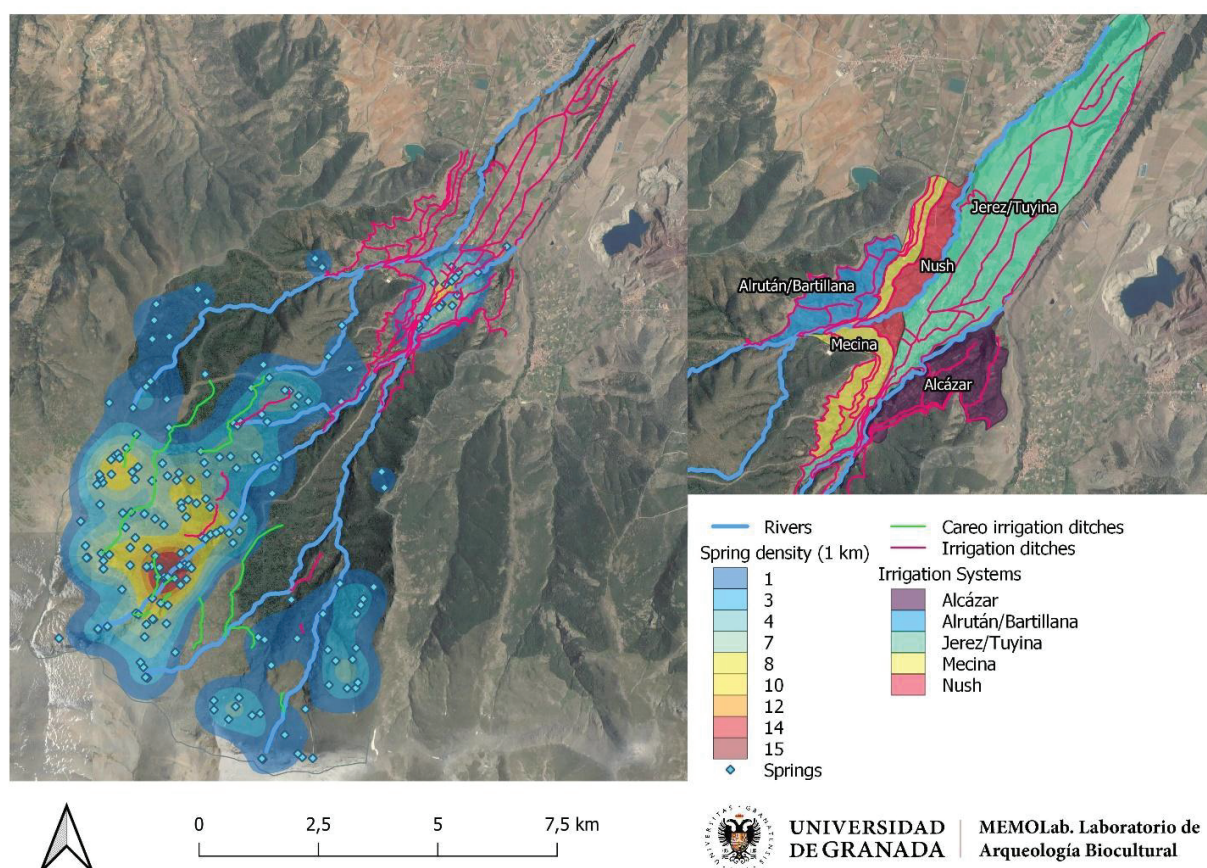 Jerez/Tuyina
Nush
Alrután/Bartillana
Mecina
Alcázar
Rivers
Spring density (1 km)
1
3
4
7
8
10
12
14
15
Springs
Careo irrigation ditches
Irrigation ditches
Irrigation Systems
Alcázar
Alrután/Bartillana
Jerez/Tuyina
Mecina
Nush
0
2,5
5
7,5 km
UNIVERSIDAD
DE GRANADA
MEMOLab. Laboratorio de
Arqueología Biocultural